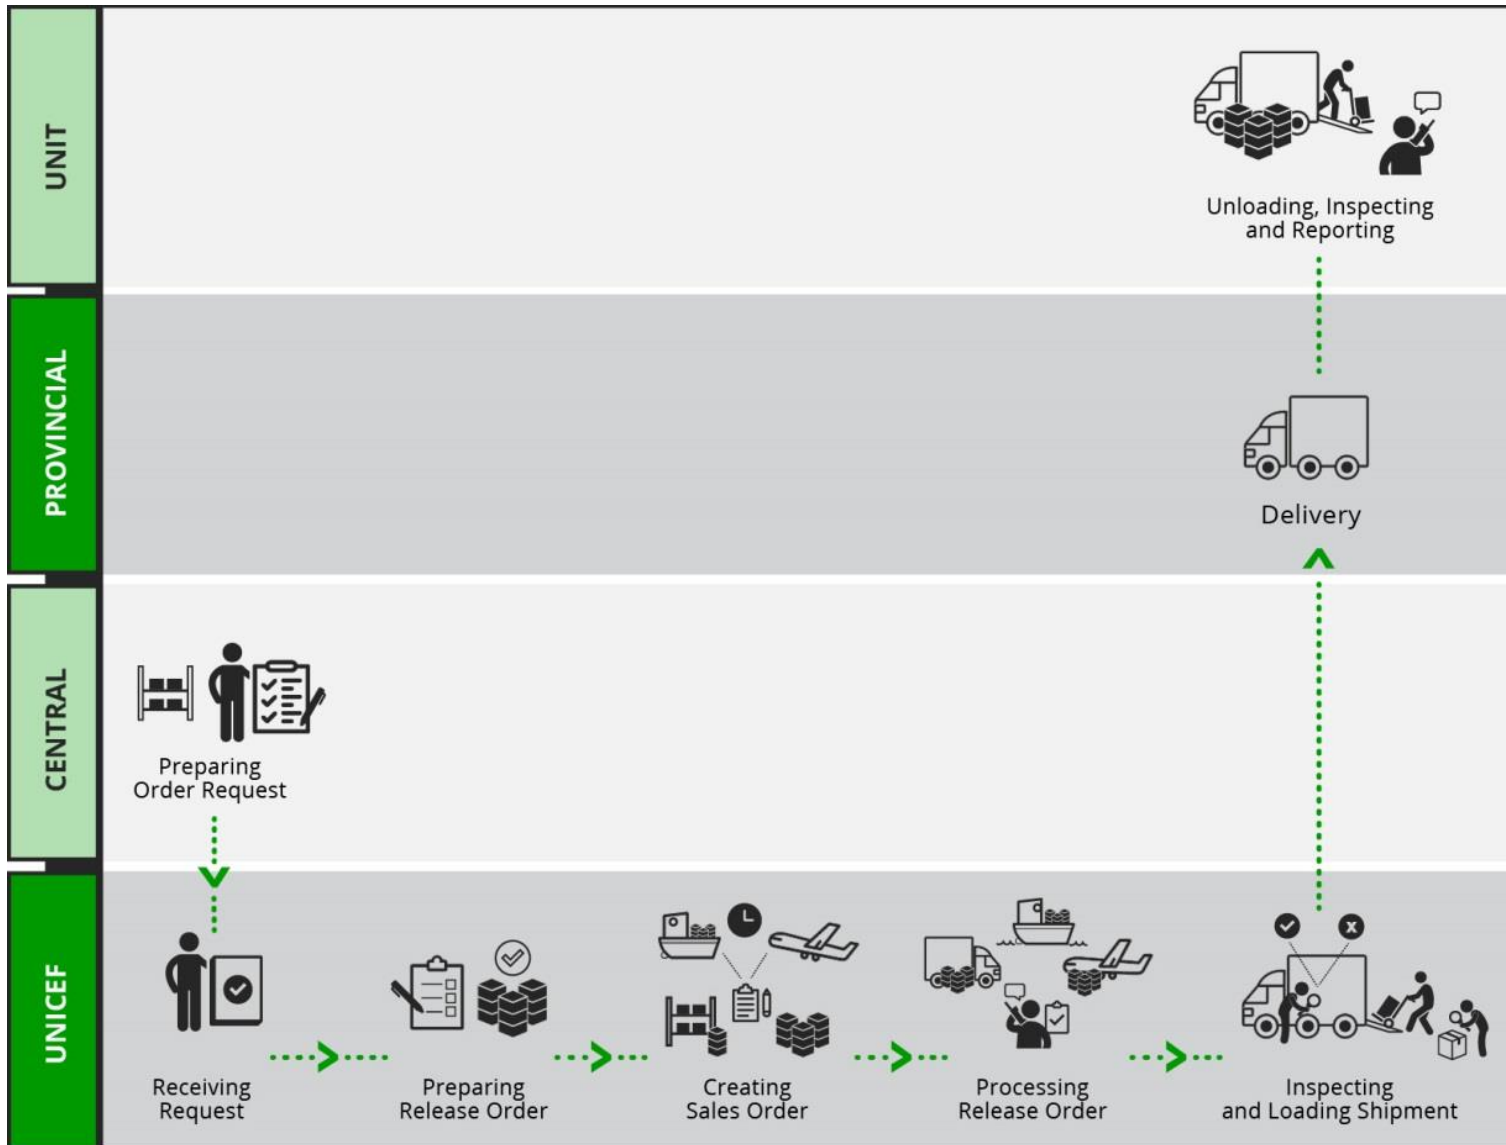 UNIT
Unloading, Inspecting
and Reporting
PROVINCIAL
Delivery
CENTRAL
Preparing
Order Request
UNICEF
Receiving
Request
Preparing
Release Order
Creating
Sales Order
Processing
Release Order
Inspecting
and Loading Shipment